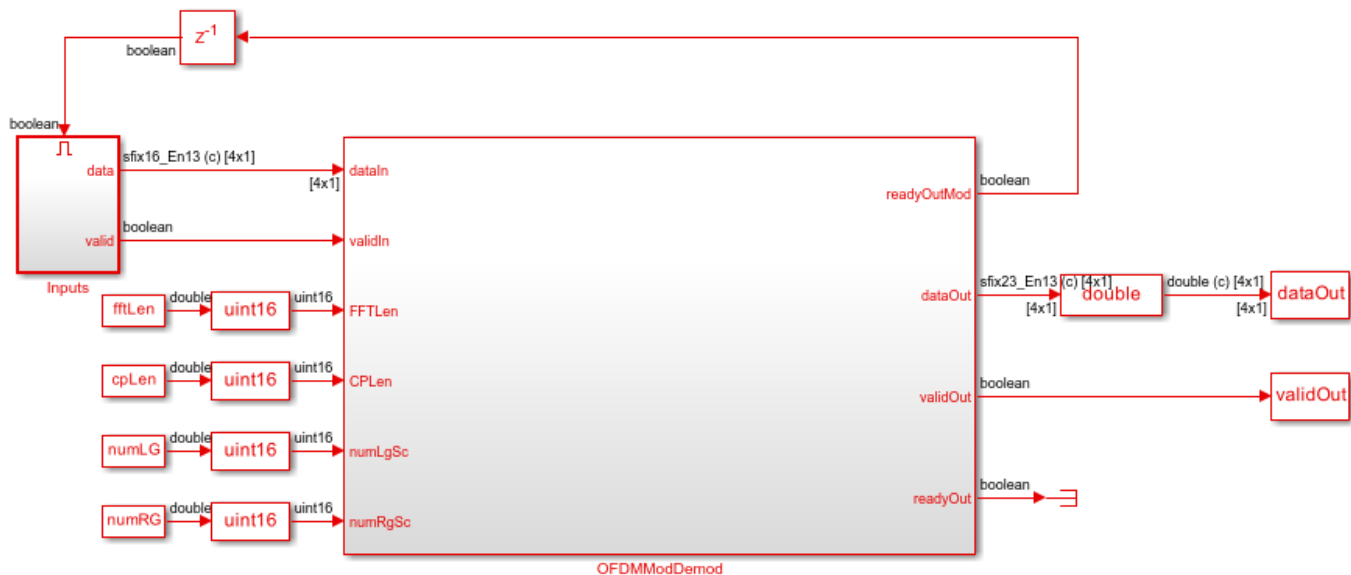 z-1
boolean
boolean
data
sfix16_En13 (c) [4x1]
[4x1]
dataIn
valid
boolean
validIn
Inputs
fftLen
double
uint16
uint16
FFTLen
cpLen
double
uint16
uint16
CPLen
numLG
double
uint16
uint16
numLgSc
numRG
double
uint16
uint16
numRgSc
OFDMModDemod
readyOutMod
boolean
dataOut
sfix23_En13 (c) [4x1]
[4x1]
double
double (c) [4x1]
[4x1]
dataOut
validOut
boolean
validOut
readyOut
boolean